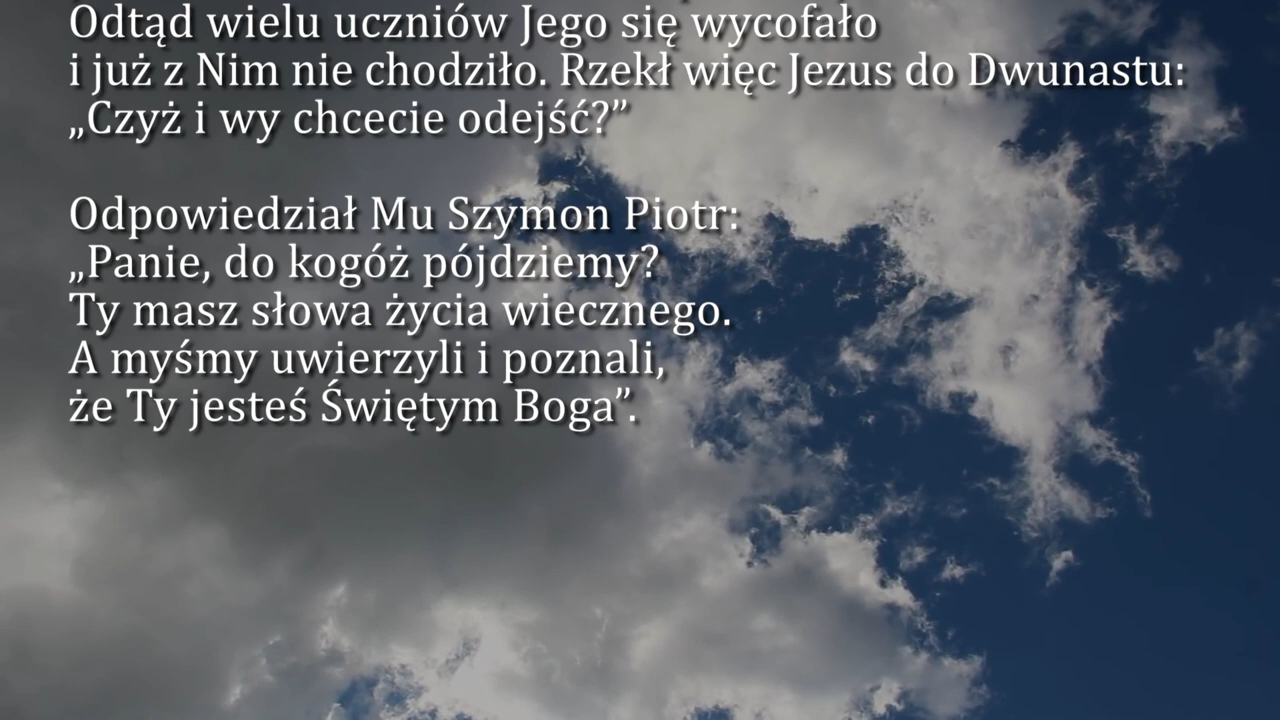 Odtąd wielu uczniów Jego się wycofało
i już z Nim nie chodziło. Rzekł więc Jezus do Dwunastu:
„Czyż i wy chcecie odejść?”
Odpowiedział Mu Szymon Piotr:
„Panie, do kogóż pójdziemy?
Ty masz słowa życia wiecznego.
A myśmy uwierzyli i poznali,
że Ty jesteś Świętym Boga”.